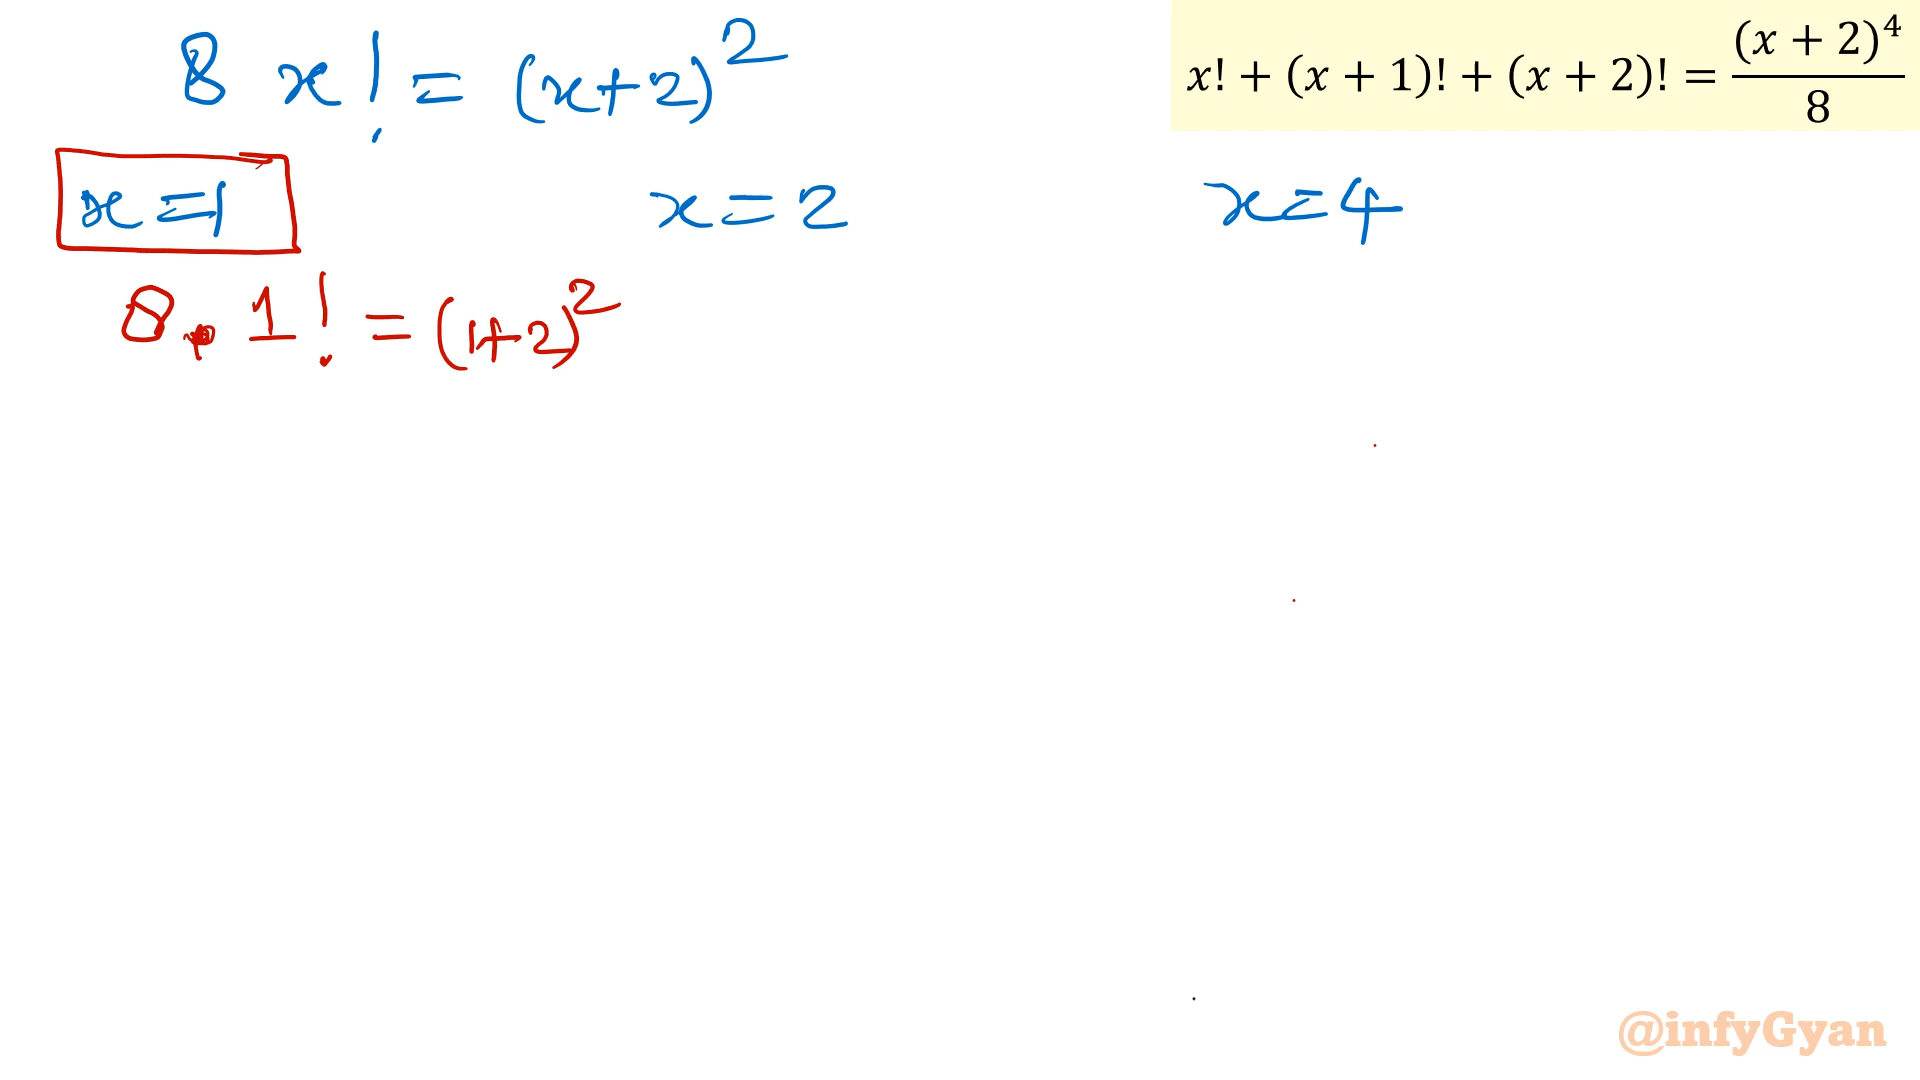 8 x! = (x+2)²
x! + (x + 1)! + (x + 2)! = (x + 2)⁴ / 8
x = 1 x = 2 x = 4
8 · 1! = (1+2)²
@infyGyan